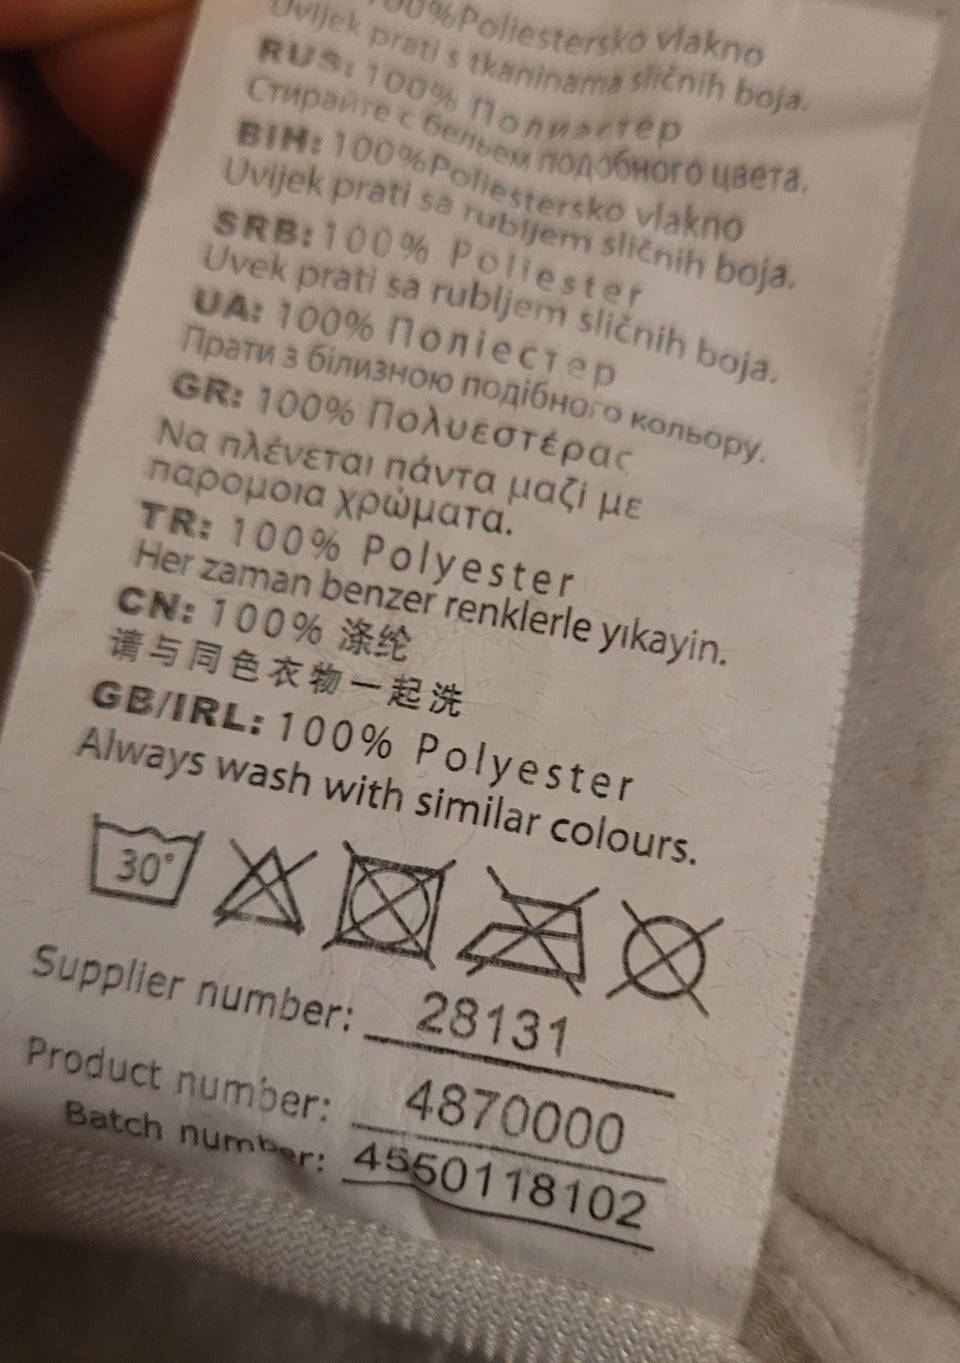 100%Poliestersko vlakno
Uvijek prati s tkaninama sličnih boja.
RUS: 100% Полиэстер
Стирайте с бельем подобного цвета.
BIH: 100%Poliestersko vlakno
Uvijek prati sa rubljem sličnih boja.
SRB: 100% Poliester
Uvek prati sa rubljem sličnih boja.
UA: 100% Поліестер
Прати з білизною подібного кольору.
GR: 100% Πολυεστέρας
Να πλένεται πάντα μαζί με
παρομοια χρώματα.
TR: 100% Polyester
Her zaman benzer renklerle yıkayin.
CN: 100% 涤纶
请与同色衣物一起洗
GB/IRL: 100% Polyester
Always wash with similar colours.
30°
Supplier number: 28131
Product number: 4870000
Batch number: 4550118102